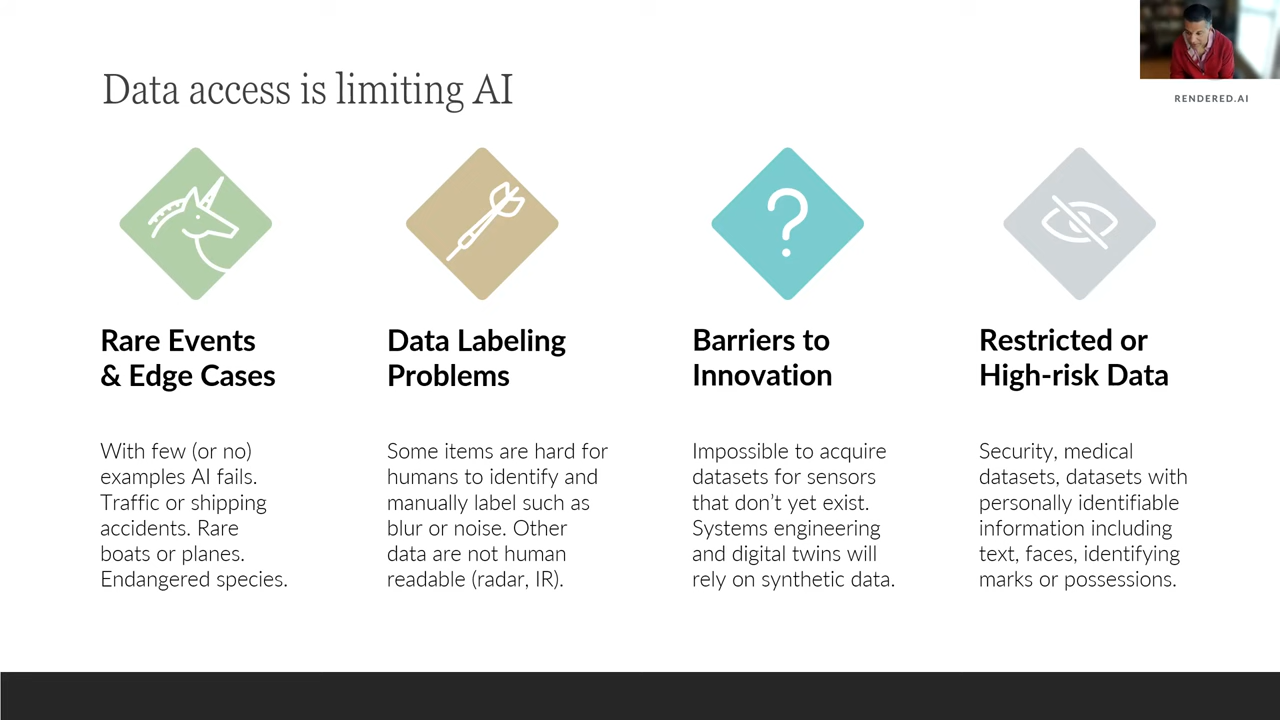 Data access is limiting AI
RENDERED.AI
Rare Events
& Edge Cases
With few (or no)
examples AI fails.
Traffic or shipping
accidents. Rare
boats or planes.
Endangered species.
Data Labeling
Problems
Some items are hard for
humans to identify and
manually label such as
blur or noise. Other
data are not human
readable (radar, IR).
Barriers to
Innovation
Impossible to acquire
datasets for sensors
that don’t yet exist.
Systems engineering
and digital twins will
rely on synthetic data.
Restricted or
High-risk Data
Security, medical
datasets, datasets with
personally identifiable
information including
text, faces, identifying
marks or possessions.